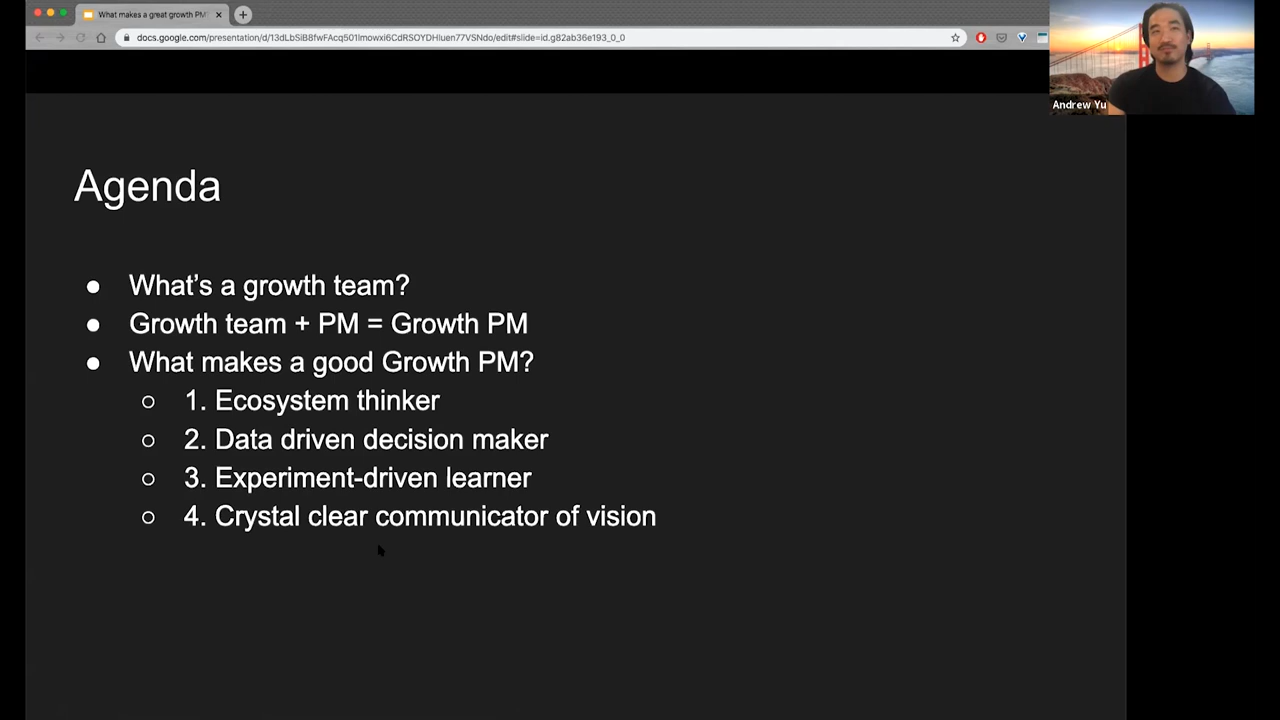 What makes a great growth PM
docs.google.com/presentation/d/13dLbSiB8fwFAcq501lmowxi6CdRSOYDHluen77VSNdo/edit#slide=id.g82ab36e193_0_0
Andrew Yu
Agenda
● What's a growth team?
● Growth team + PM = Growth PM
● What makes a good Growth PM?
○ 1. Ecosystem thinker
○ 2. Data driven decision maker
○ 3. Experiment-driven learner
○ 4. Crystal clear communicator of vision